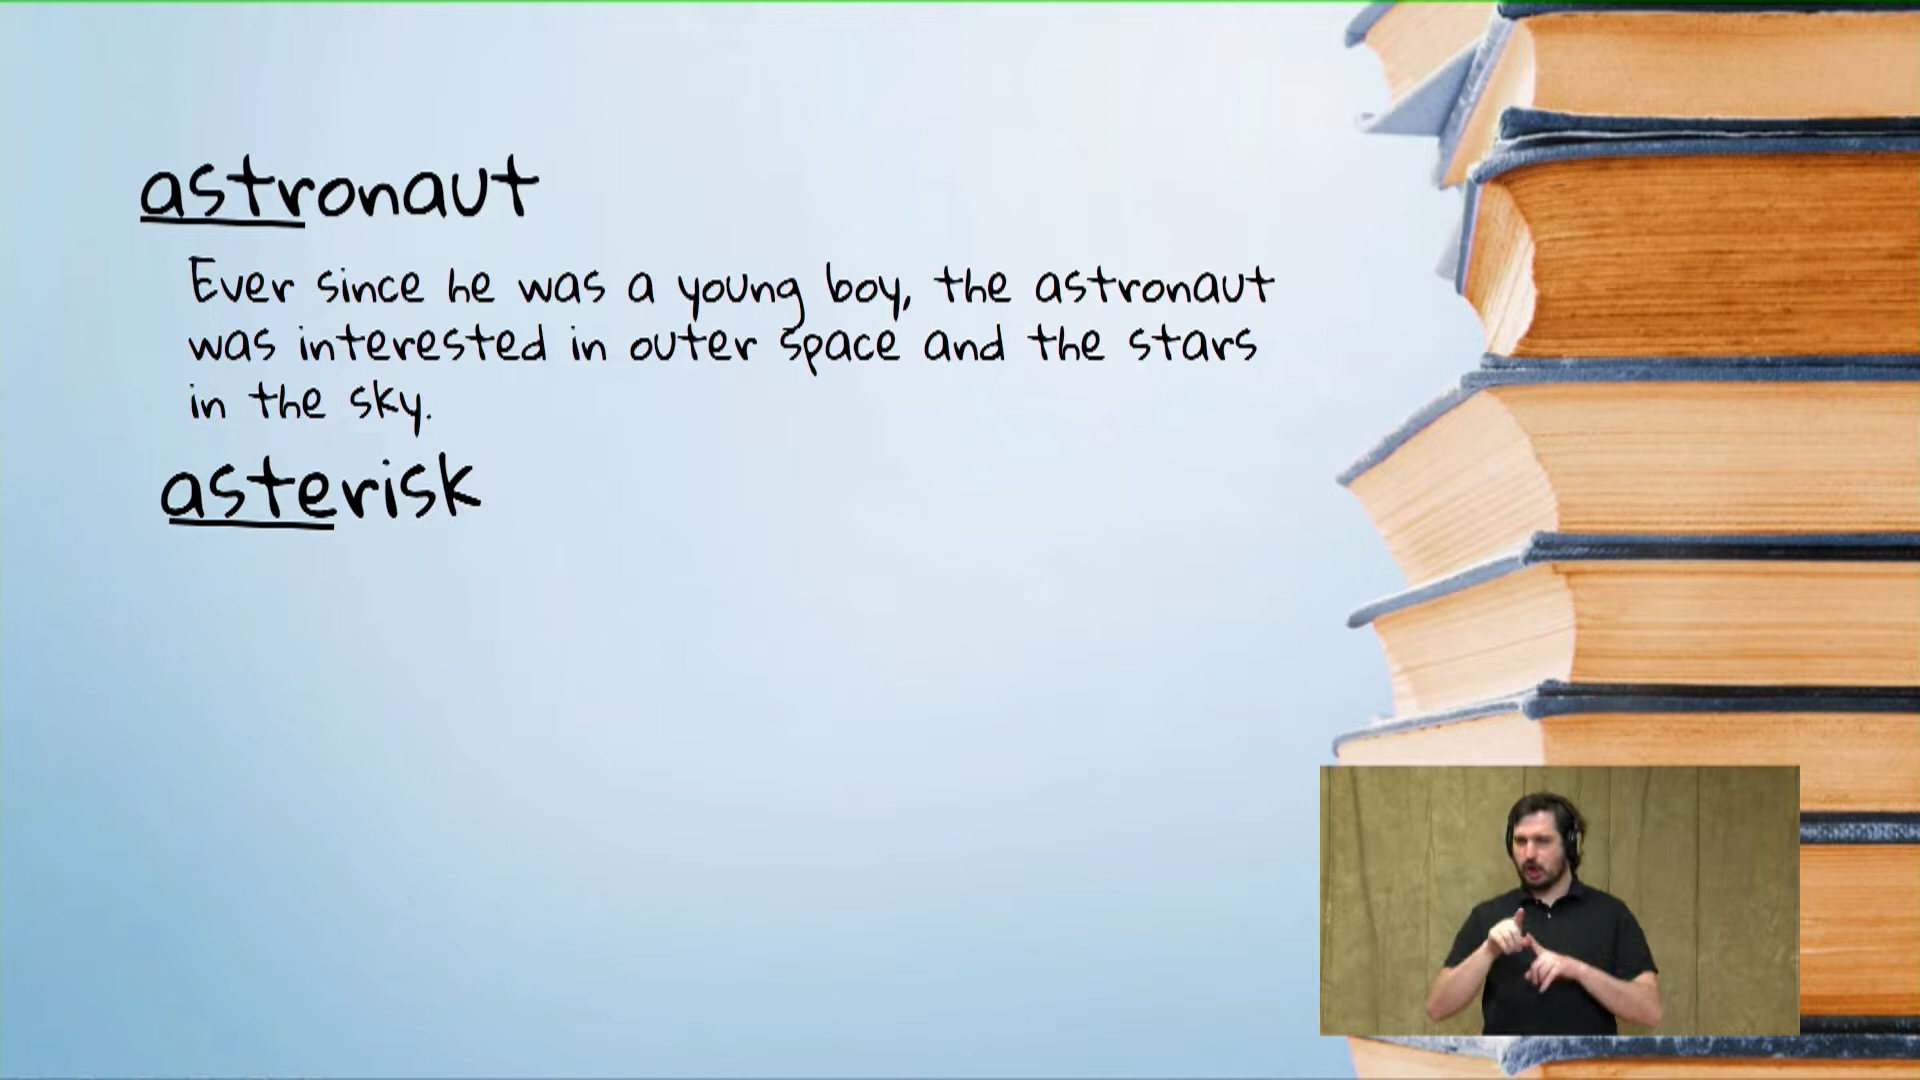 astronaut
Ever since he was a young boy, the astronaut
was interested in outer space and the stars
in the sky.
asterisk